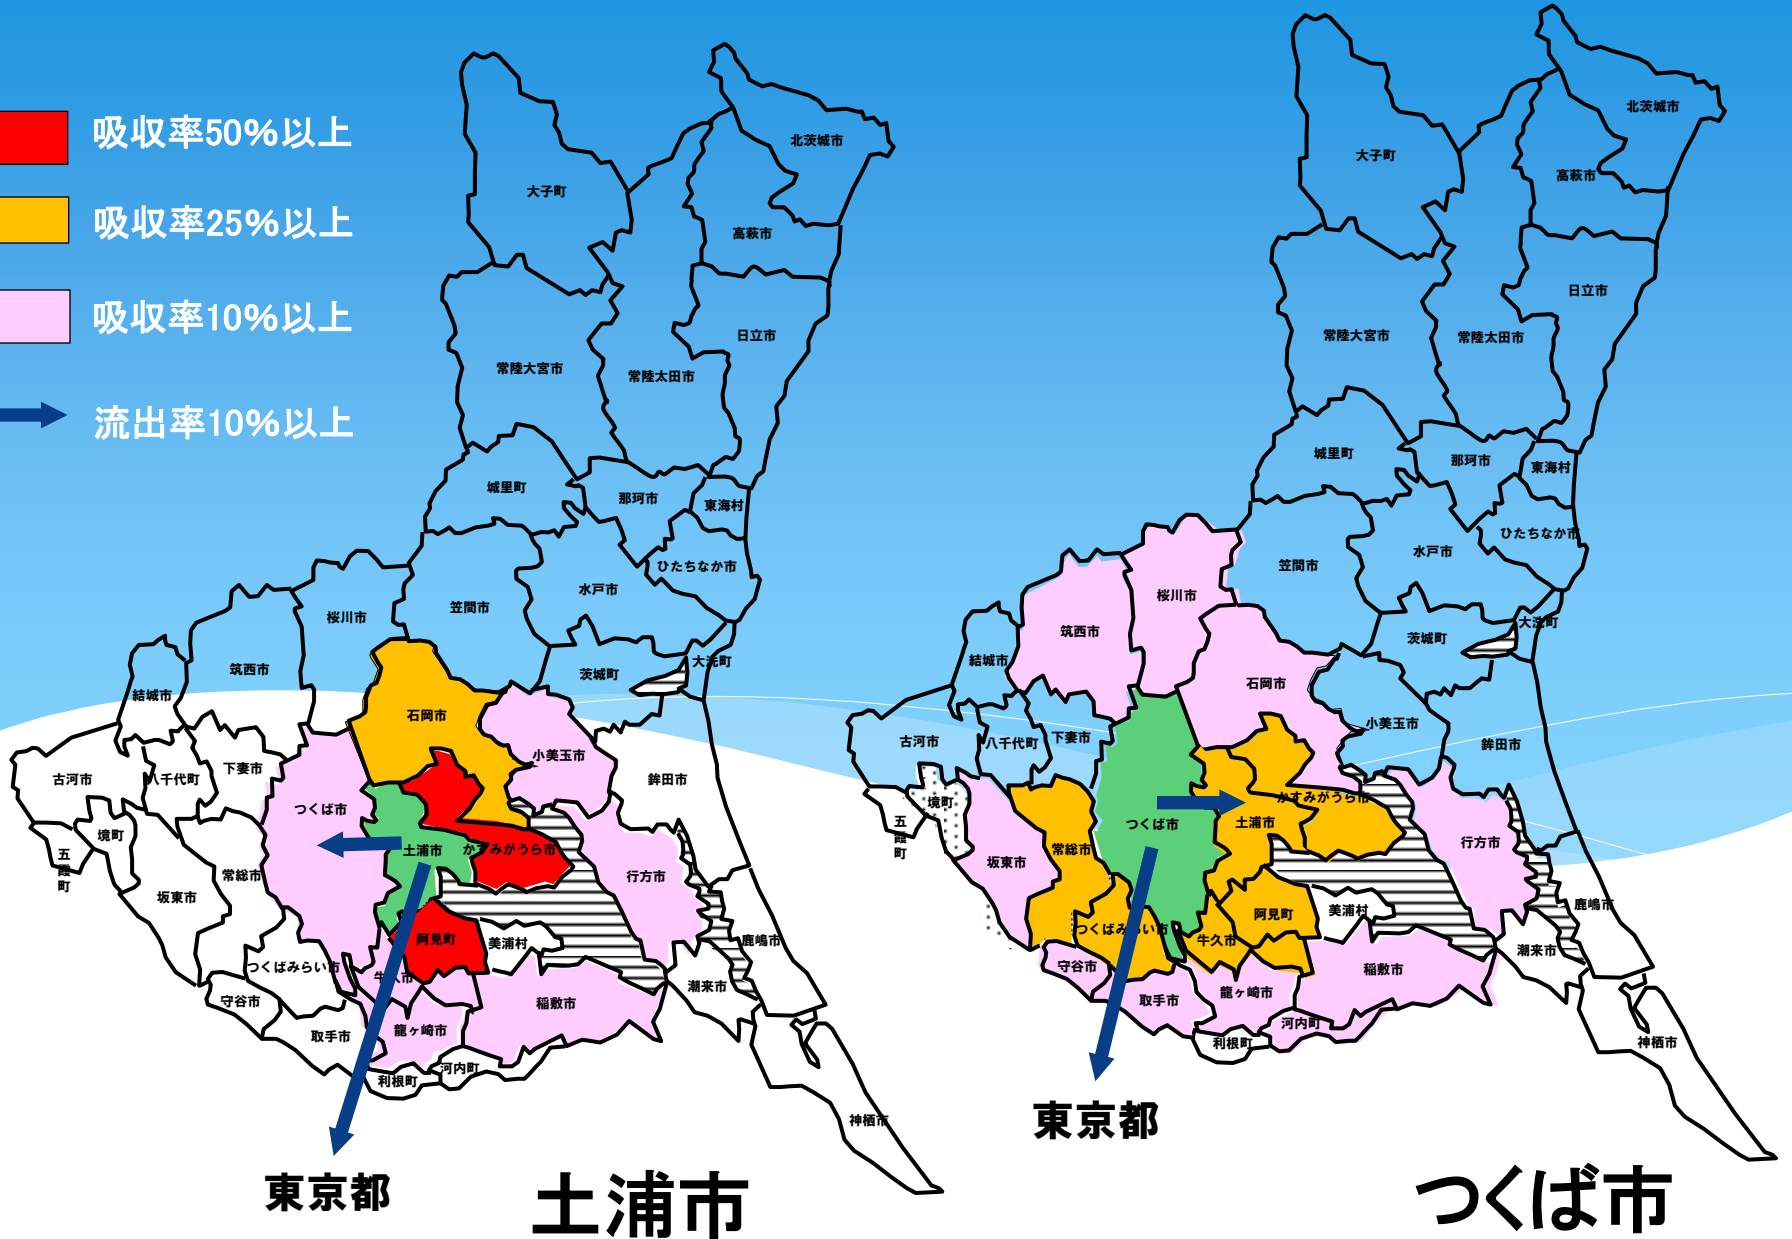 吸収率50%以上
吸収率25%以上
吸収率10%以上
流出率10%以上
北茨城市
大子町
高萩市
日立市
常陸大宮市
常陸太田市
城里町
那珂市
東海村
ひたちなか市
水戸市
笠間市
桜川市
筑西市
茨城町
大洗町
結城市
石岡市
小美玉市
鉾田市
古河市
八千代町
下妻市
つくば市
境町
五霞町
土浦市
かすみがうら市
常総市
坂東市
行方市
阿見町
美浦村
鹿嶋市
つくばみらい市
牛久市
潮来市
守谷市
稲敷市
取手市
龍ヶ崎市
利根町
河内町
神栖市
東京都
土浦市
北茨城市
大子町
高萩市
日立市
常陸大宮市
常陸太田市
城里町
那珂市
東海村
ひたちなか市
水戸市
笠間市
桜川市
筑西市
茨城町
大洗町
結城市
石岡市
小美玉市
鉾田市
古河市
八千代町
下妻市
境町
かすみがうら市
五霞町
つくば市
土浦市
常総市
坂東市
行方市
阿見町
美浦村
鹿嶋市
つくばみらい市
牛久市
潮来市
守谷市
稲敷市
取手市
龍ヶ崎市
河内町
利根町
神栖市
東京都
つくば市